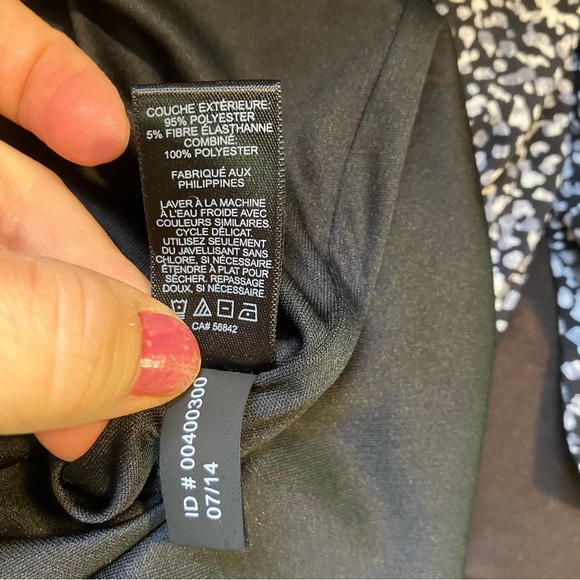 COUCHE EXTÉRIEURE:
95% POLYESTER
5% FIBRE ÉLASTHANNE
COMBINÉ:
100% POLYESTER
FABRIQUÉ AUX
PHILIPPINES
LAVER À LA MACHINE
À L'EAU FROIDE AVEC
COULEURS SIMILAIRES.
CYCLE DÉLICAT.
UTILISEZ SEULEMENT
DU JAVELLISANT SANS
CHLORE, SI NÉCESSAIRE
ÉTENDRE À PLAT POUR
SÉCHER. REPASSAGE
DOUX, SI NÉCESSAIRE
CA# 56842
ID # 00400300
07/14